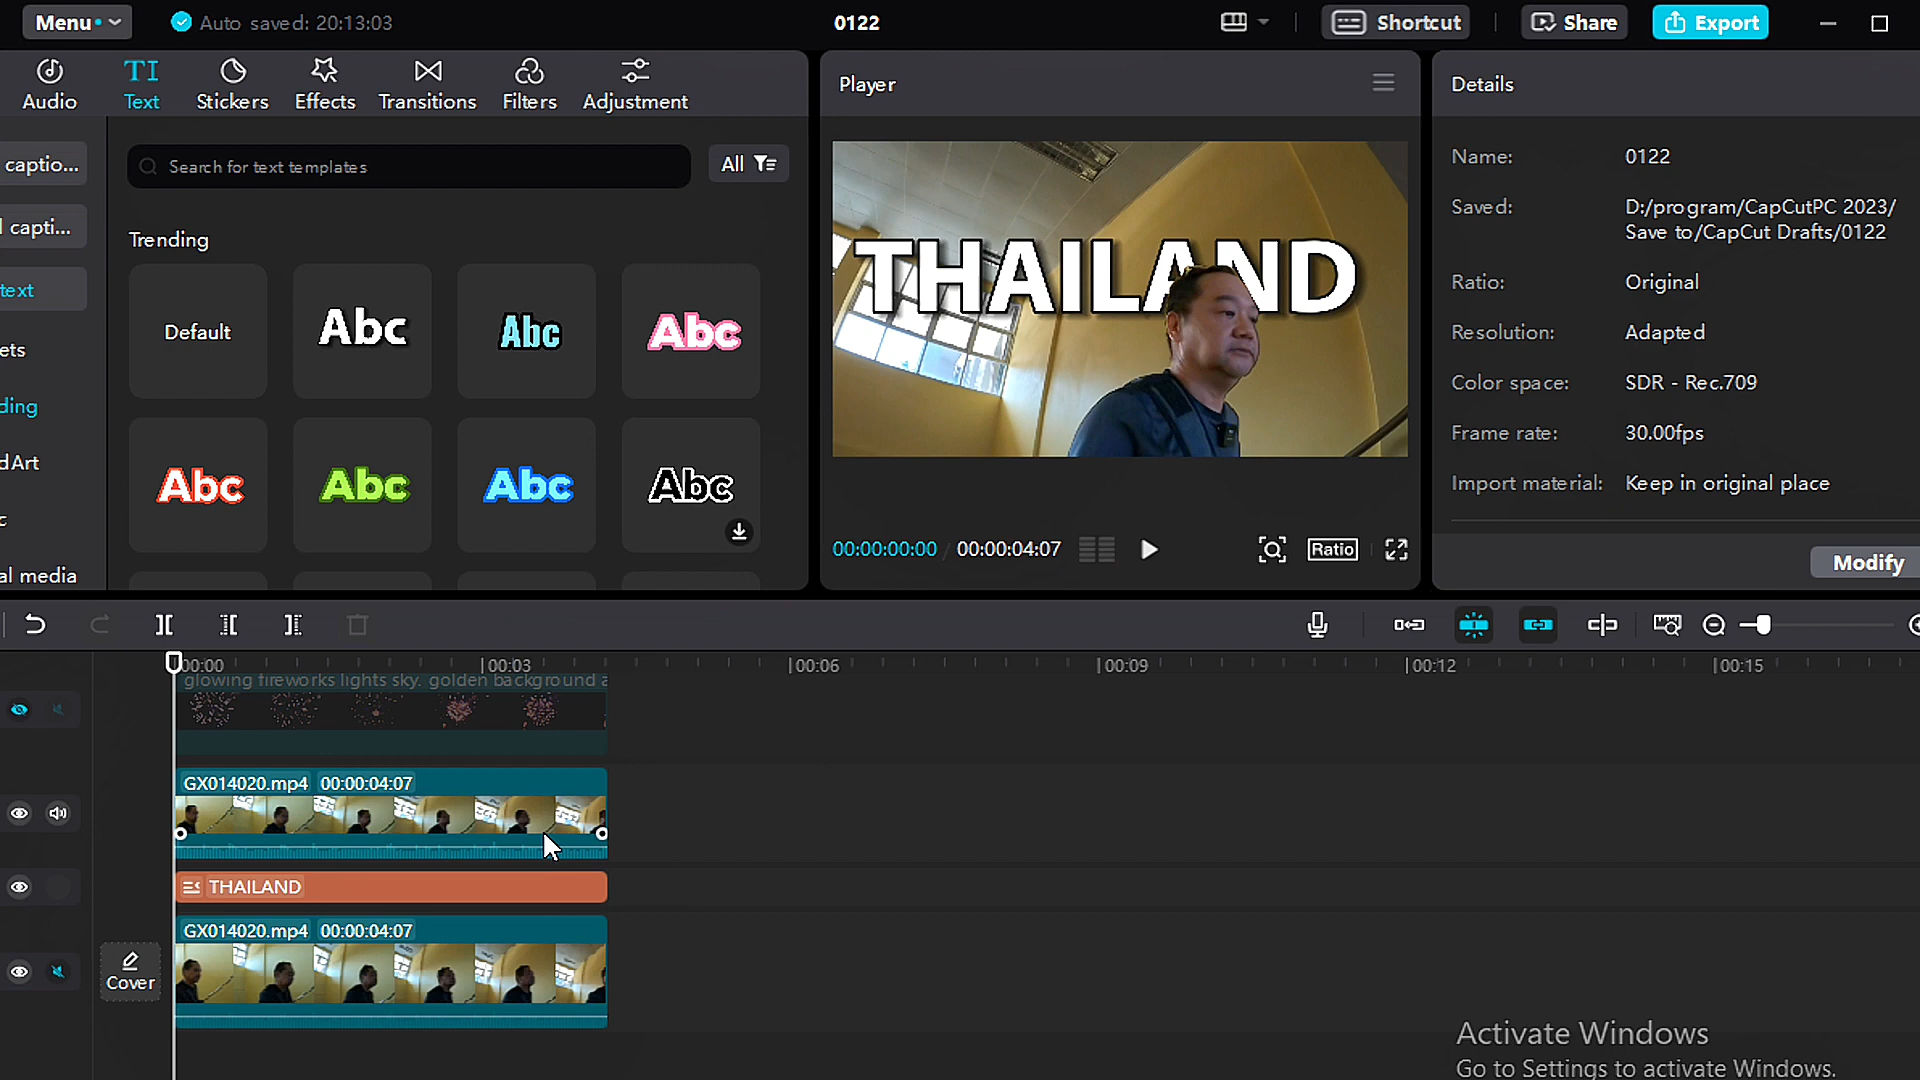 Menu
Auto saved: 20:13:03
0122
Shortcut
Share
Export
Audio
TI
Text
Stickers
Effects
Transitions
Filters
Adjustment
captio...
capti...
text
ets
ding
dArt
c
al media
Search for text templates
All
Trending
Default
Abc
Abc
Abc
Abc
Abc
Abc
Abc
Player
THAILAND
00:00:00:00 / 00:00:04:07
Ratio
Details
Name: 0122
Saved: D:/program/CapCutPC 2023/
Save to/CapCut Drafts/0122
Ratio: Original
Resolution: Adapted
Color space: SDR - Rec.709
Frame rate: 30.00fps
Import material: Keep in original place
Modify
00:00 00:03 00:06 00:09 00:12 00:15
glowing fireworks lights sky. golden background a
GX014020.mp4 00:00:04:07
THAILAND
GX014020.mp4 00:00:04:07
Cover
Activate Windows
Go to Settings to activate Windows.